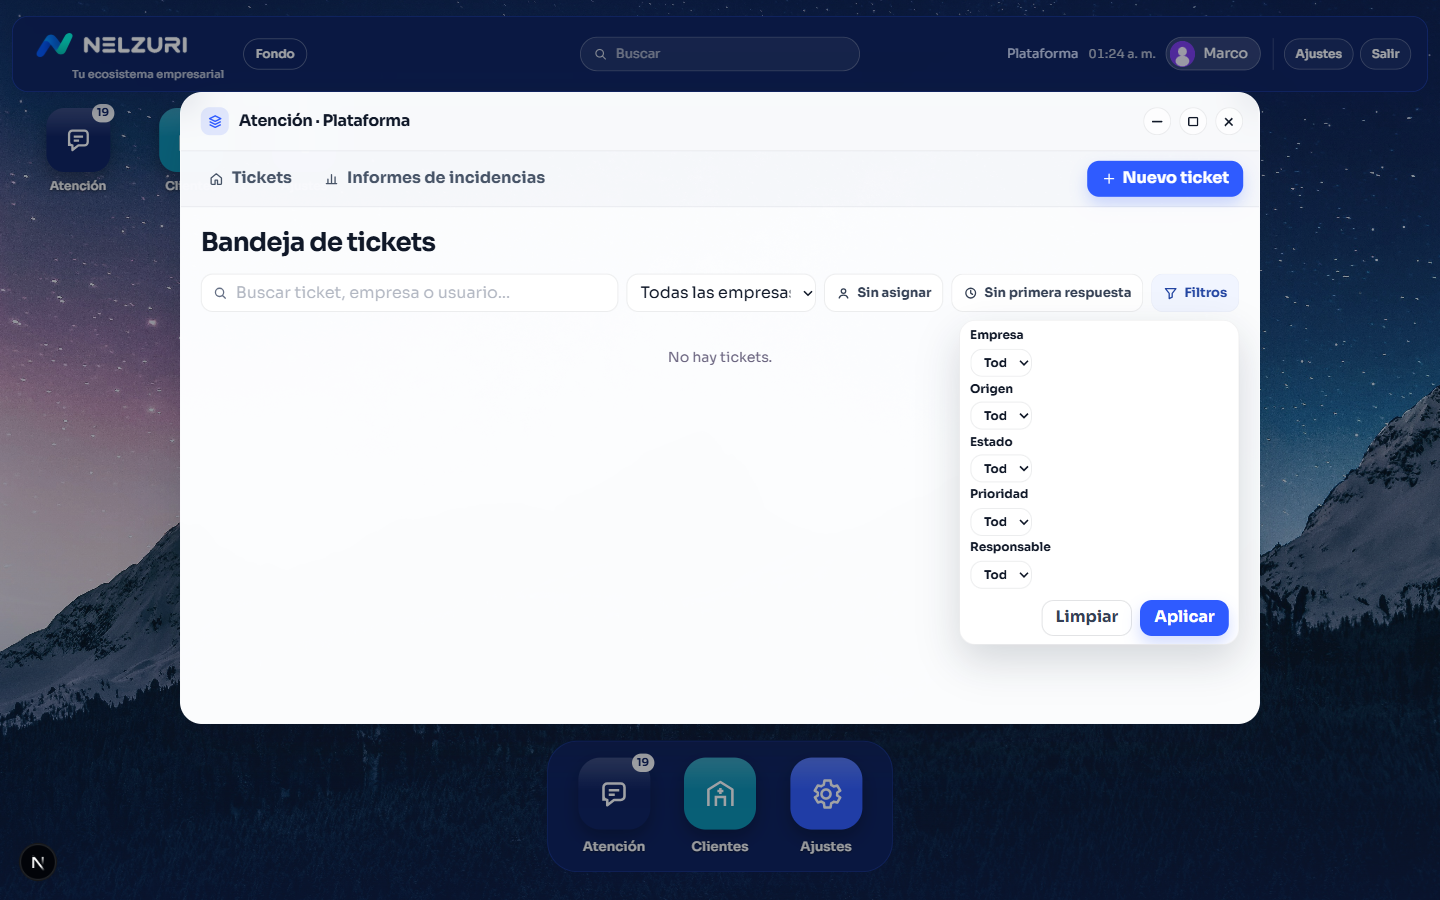 NELZURI
Tu ecosistema empresarial
Fondo
Buscar
Plataforma 01:24 a. m. Marco
Ajustes
Salir
19
Atención
Cli
Atención · Plataforma
Tickets
Informes de incidencias
+ Nuevo ticket
Bandeja de tickets
Buscar ticket, empresa o usuario...
Todas las empresas
Sin asignar
Sin primera respuesta
Filtros
No hay tickets.
Empresa
Tod
Origen
Tod
Estado
Tod
Prioridad
Tod
Responsable
Tod
Limpiar
Aplicar
19
Atención
Clientes
Ajustes
N